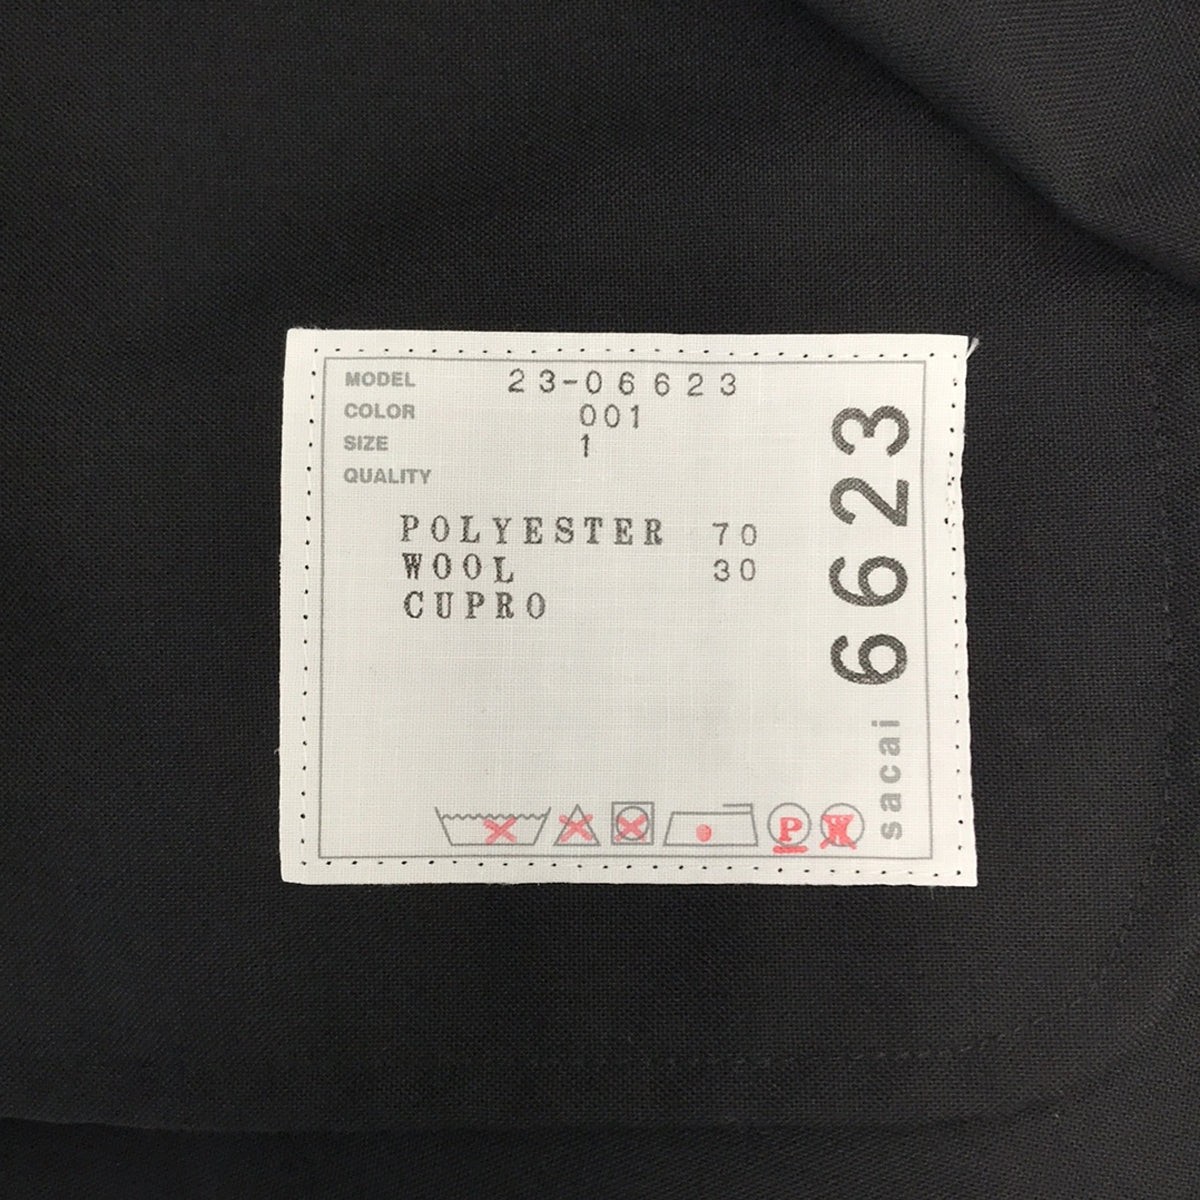 MODEL 23-06623
COLOR 001
SIZE 1
QUALITY
POLYESTER 70
WOOL 30
CUPRO
P W
sacai 6623